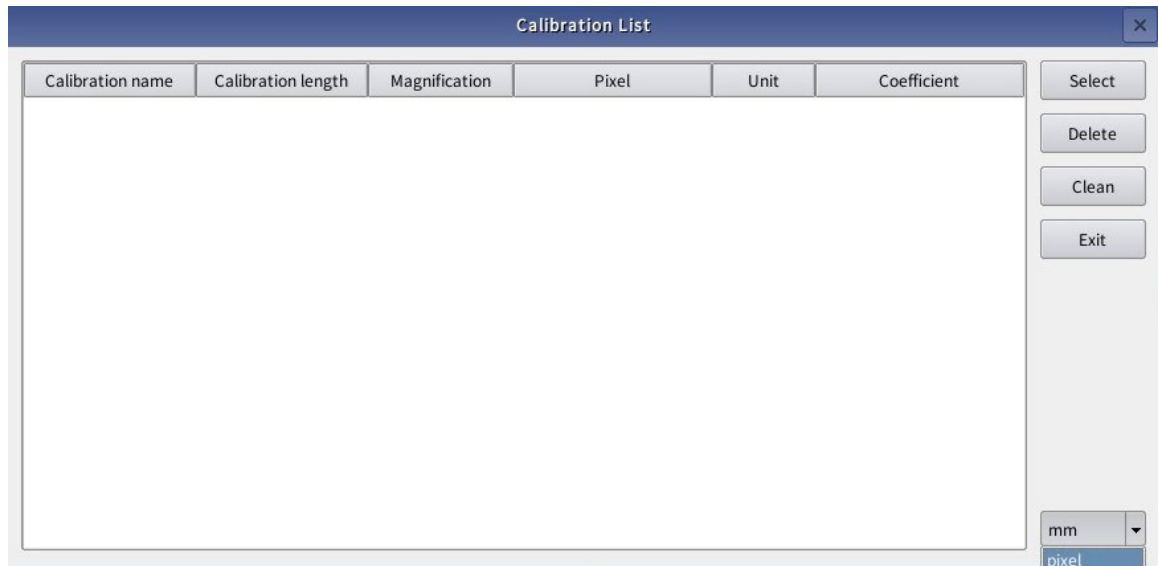 Calibration List
Calibration name Calibration length Magnification Pixel Unit Coefficient
Select
Delete
Clean
Exit
mm
pixel